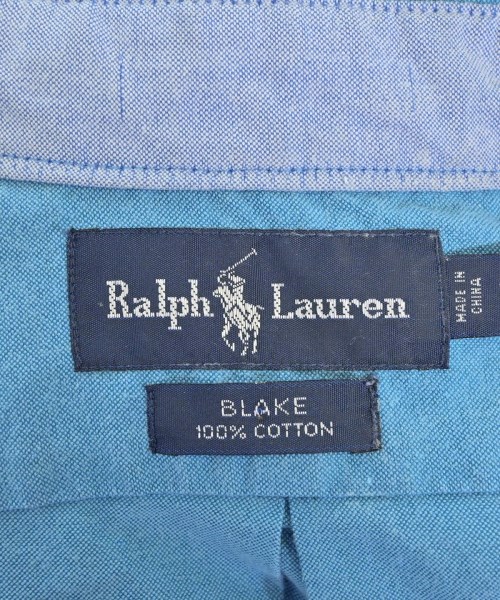 Ralph Lauren
MADE IN
CHINA
BLAKE
100% COTTON